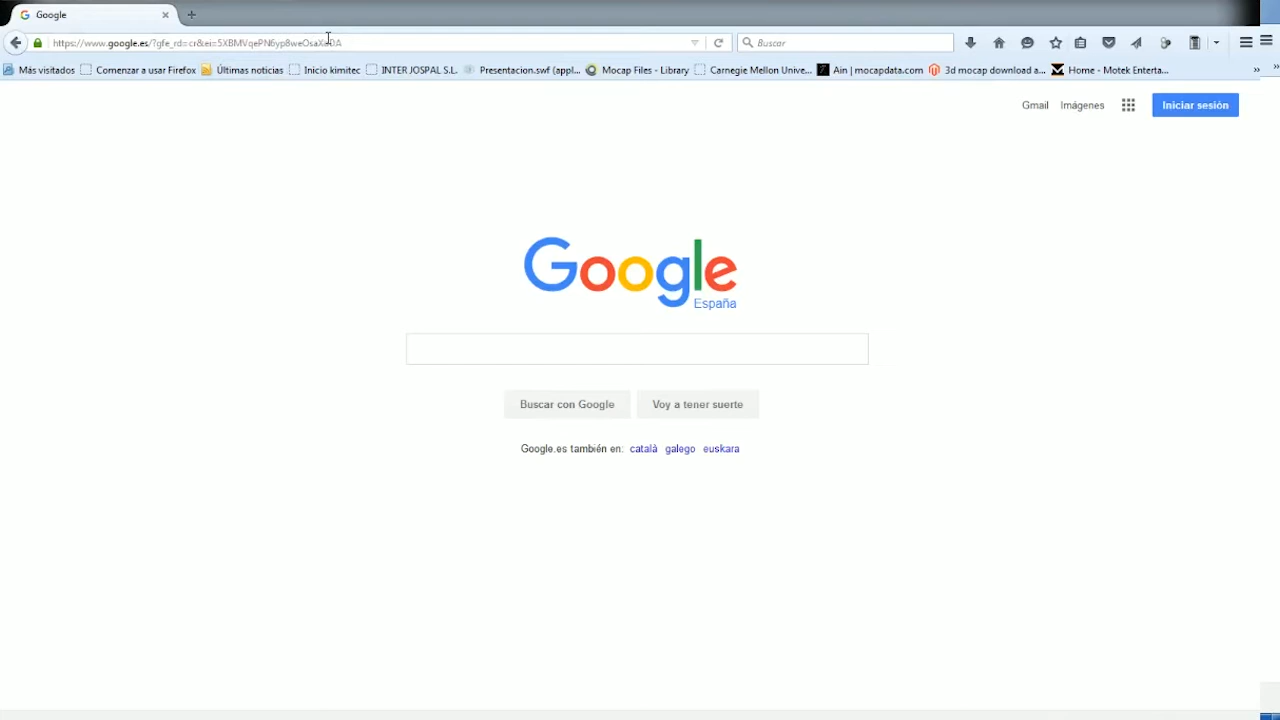 Google
https://www.google.es/?gfe_rd=cr&ei=
Buscar
Más visitados Comenzar a usar Firefox Últimas noticias Inicio kimitec INTER JOSPAL S.L. Presentacion.swf (appl... Mocap Files - Library Carnegie Mellon Unive... Ain | mocapdata.com 3d mocap download a... Home - Motek Enterta...
Gmail Imágenes Iniciar sesión
Google
España
Buscar con Google Voy a tener suerte
Google.es también en: català galego euskara